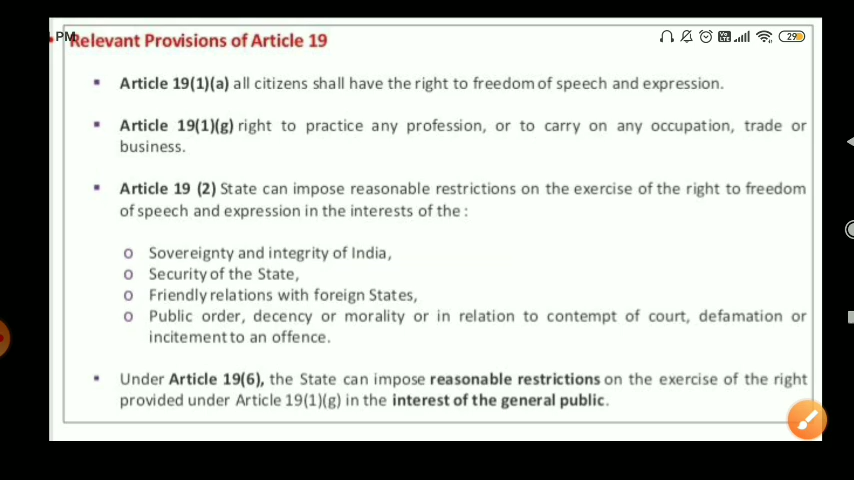 PM
29
Relevant Provisions of Article 19
▪ Article 19(1)(a) all citizens shall have the right to freedom of speech and expression.
▪ Article 19(1)(g) right to practice any profession, or to carry on any occupation, trade or
business.
▪ Article 19 (2) State can impose reasonable restrictions on the exercise of the right to freedom
of speech and expression in the interests of the :
o Sovereignty and integrity of India,
o Security of the State,
o Friendly relations with foreign States,
o Public order, decency or morality or in relation to contempt of court, defamation or
incitement to an offence.
▪ Under Article 19(6), the State can impose reasonable restrictions on the exercise of the right
provided under Article 19(1)(g) in the interest of the general public.